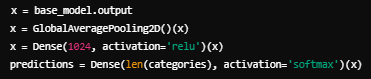 x = base_model.output
x = GlobalAveragePooling2D()(x)
x = Dense(1024, activation='relu')(x)
predictions = Dense(len(categories), activation='softmax')(x)